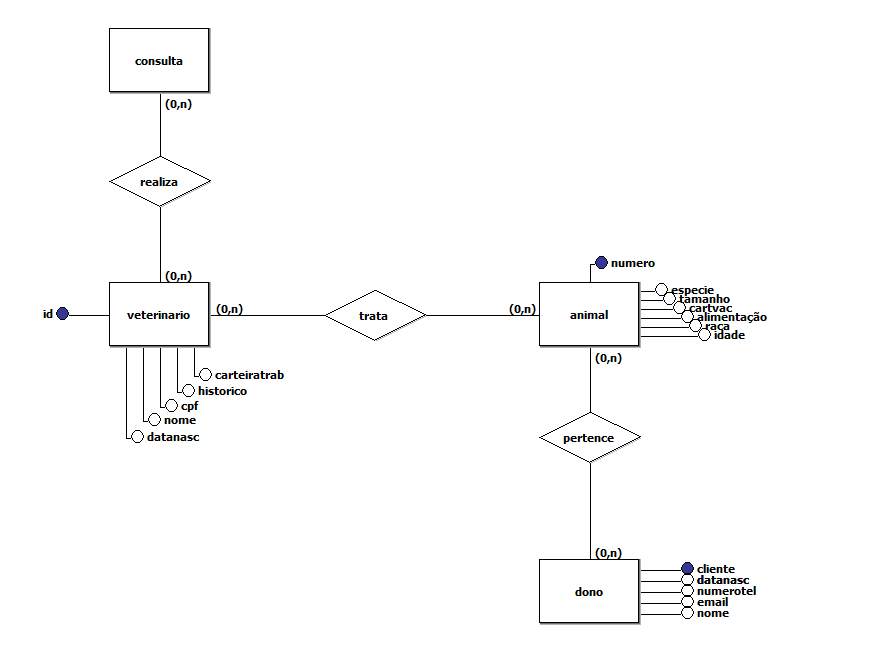 consulta
(0,n)
realiza
(0,n)
id
veterinario
(0,n)
trata
(0,n)
animal
numero
especie
tamanho
cartvac
alimentação
raca
idade
carteiratrab
historico
cpf
nome
datanasc
(0,n)
pertence
(0,n)
dono
cliente
datanasc
numerotel
email
nome